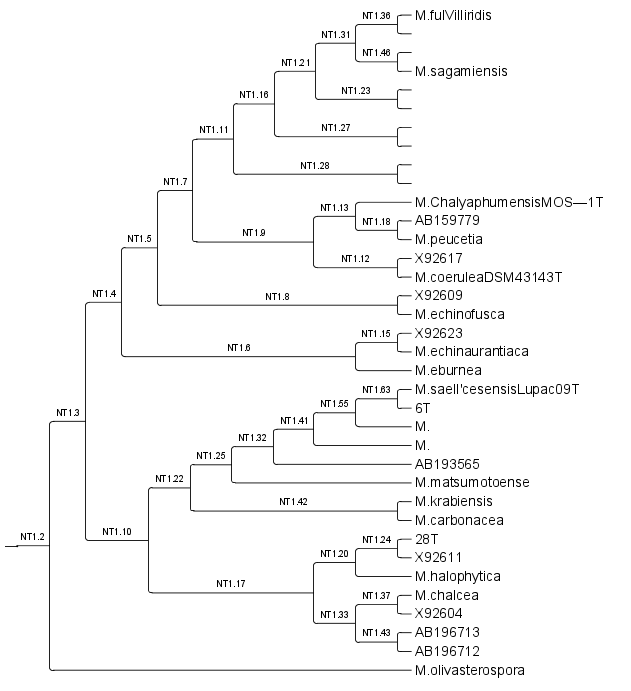 NT1.36
M.fulVilliridis
NT1.31
NT1.46
NT1.21
M.sagamiensis
NT1.16
NT1.23
NT1.11
NT1.27
NT1.28
NT1.7
M.ChalyaphumensisMOS—1T
NT1.13
AB159779
NT1.18
NT1.9
M.peucetia
NT1.5
X92617
NT1.12
M.coeruleaDSM43143T
NT1.4
X92609
NT1.8
M.echinofusca
X92623
NT1.15
NT1.6
M.echinaurantiaca
M.eburnea
NT1.63
M.saell'cesensisLupac09T
NT1.55
6T
NT1.3
NT1.41
M.
NT1.32
M.
NT1.25
AB193565
NT1.22
M.matsumotoense
NT1.42
M.krabiensis
M.carbonacea
NT1.10
NT1.2
28T
NT1.24
NT1.20
X92611
M.halophytica
NT1.17
NT1.37
M.chalcea
NT1.33
X92604
NT1.43
AB196713
AB196712
M.olivasterospora